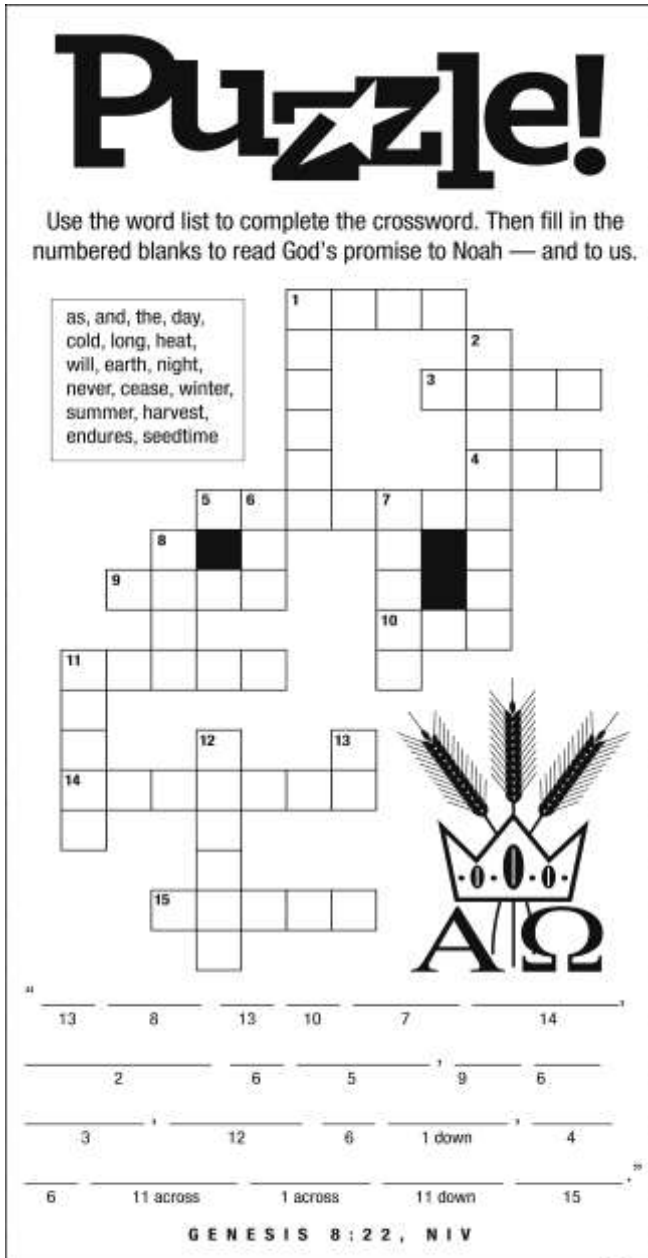 Puzzle!
Use the word list to complete the crossword. Then fill in the
numbered blanks to read God's promise to Noah — and to us.
as, and, the, day,
cold, long, heat,
will, earth, night,
never, cease, winter,
summer, harvest,
endures, seedtime
1
2
3
4
5 6 7
8
9
10
11
12 13
14
15
Α Ω
“ ,
13 8 13 10 7 14
,
2 6 5 9 6
, ,
3 12 6 1 down 4
.”
6 11 across 1 across 11 down 15
GENESIS 8:22, NIV